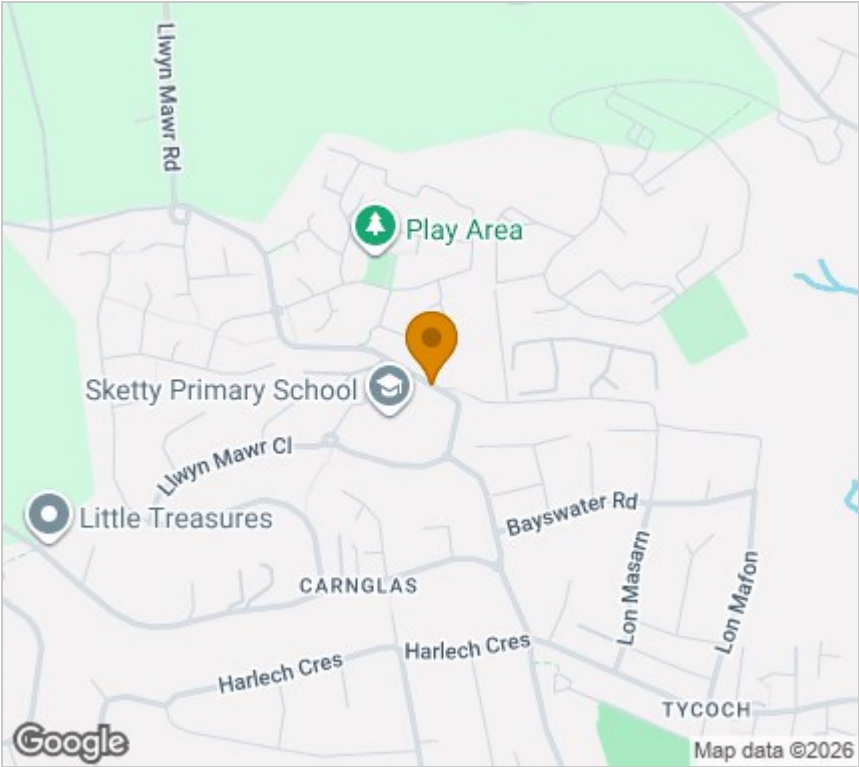 Llwyn Mawr Rd
Play Area
Sketty Primary School
Llwyn Mawr Cl
Little Treasures
Bayswater Rd
Lon Masarn
Lon Mafon
CARNGLAS
Harlech Cres
Harlech Cres
TYCOCH
Google
Map data ©2026